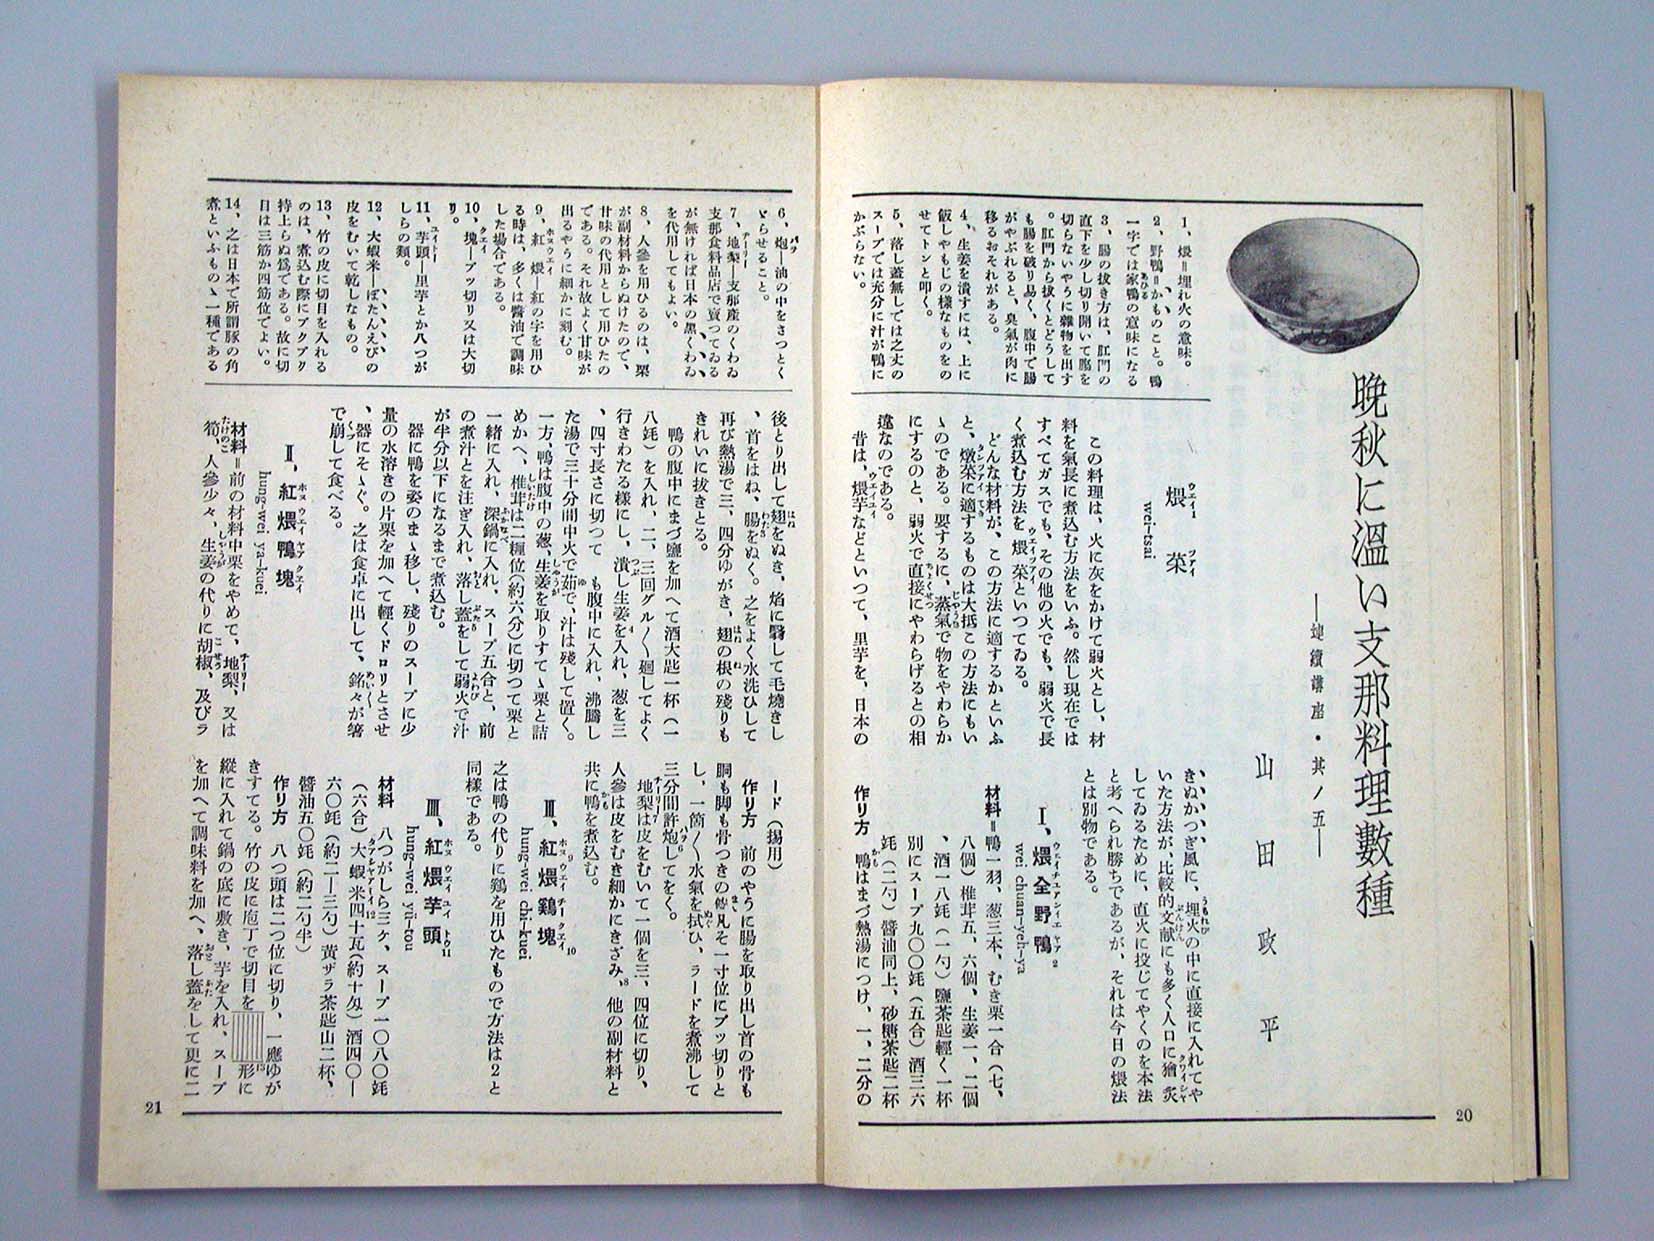 晩秋に溫い支那料理數種
―連續講座・其ノ五―
山田政平
1、煨＝埋れ火の意味。
2、野鴨＝かものこと。鴨
一字では家鴨の意味になる
3、腸の拔き方は、肛門の
直下を少し切り開いて腸を
切らないやうに雜物を出す
。肛門から拔くとどうして
も腸を破り易く、腹中で腸
がやぶれると、臭氣が肉に
移るおそれがある。
4、生姜を潰すには、上に
飯しやもじの樣なものをの
せてトンと叩く。
5、落し蓋無しでは之丈の
スープでは充分に汁が鴨に
かぶらない。
煨菜
wei-tsai
この料理は、火に灰をかけて弱火とし、材
料を氣長に煮込む方法をいふ。然し現在では
すべてガスでも、その他の火でも、弱火で長
く煮込む方法を煨菜といつてゐる。
どんな材料が、この方法に適するかといふ
と、燉菜に適するものは大抵この方法にもい
ゝのである。要するに、蒸氣で物をやわらか
にするのと、弱火で直接にやわらげるとの相
違なのである。
昔は、煨芋などといつて、里芋を、日本の
きぬかつぎ風に、埋火の中に直接に入れてや
いた方法が、比較的文献にも多く人口に獪炙
してゐるために、直火に投じてやくのを本法
と考へられ勝ちであるが、それは今日の煨法
とは別物である。
Ⅰ、煨全野鴨2
wei chuan-yeh-ya
材料＝鴨一羽、葱三本、むき栗一合（七、
八個）椎茸五、六個、生姜一、二個
、酒一八竓（一勺）鹽茶匙輕く一杯
別にスープ九〇〇竓（五合）酒三六
竓（二勺）醬油同上、砂糖茶匙二杯
作り方　鴨はまづ熱湯につけ、一、二分の
20
6、炮―油の中をさつとく
ゞらせること。
7、地梨―支那產のくわゐ
支那食料品店で賣つてゐる
が無ければ日本の黑くわゐ
を代用してもよい。
8、人參を用ひるのは、栗
が副材料からぬけたので、
甘味の代用として用ひたの
である。それ故よく甘味が
出るやうに細かに刻む。
9、紅煨―紅の字を用ひ
る時は、多くは醬油で調味
した場合である。
10、塊―ブッ切り又は大切
り。
11、芋頭―里芋とか八つが
しらの類。
12、大蝦米―ぼたんえびの
皮をむいて乾したもの。
13、竹の皮に切目を入れる
のは、煮込む際にブクブク
持上らぬ爲である。故に切
目は三筋か四筋位でよい。
14、之は日本で所謂豚の角
煮といふものゝ一種である
後とり出して翅をぬき、焰に翳して毛燒きし
、首をはね、腸をぬく。之をよく水洗ひして
再び熱湯で三、四分ゆがき、翅の根の殘りも
きれいに拔きとる。
鴨の腹中にまづ鹽を加へて酒大匙一杯（一
八竓）を入れ、二、三回グル〱廻してよく
行きわたる樣にし、潰し生姜を入れ、葱を三
、四寸長さに切つて　も腹中に入れ、沸騰し
た湯で三十分間中火で茹で、汁は殘して置く。
一方、鴨は腹中の葱、生姜を取りすてゝ栗と詰
めかへ、椎茸は二糎位（約六分）に切つて栗と
一緒に入れ、深鍋に入れ、スープ五合と、前
の煮汁とを注ぎ入れ、落し蓋をして弱火で汁
が半分以下になるまで煮込む。
器に鴨を姿のまゝ移し、殘りのスープに少
量の水溶きの片栗を加へて輕くドロリとさせ
、器にそゝぐ。之は食卓に出して、銘々が箸
で崩して食べる。
Ⅱ、紅煨鴨塊
hung-wei ya-kuei
材料＝前の材料中栗をやめて、地梨、又は
筍、人參少々、生姜の代りに胡椒、及びラ
ード（揚用）
作り方　前のやうに腸を取り出し首の骨も
胴も脚も骨つきの儘凡そ一寸位にブッ切りと
し、一箇〱水氣を拭ひ、ラードを煮沸して
三分間許炮してをく。
地梨は皮をむいて一個を三、四位に切り、
人參は皮をむき細かにきざみ、他の副材料と
共に鴨を煮込む。
Ⅲ、紅煨鷄塊
hung-wei chi-kuei
之は鴨の代りに鷄を用ひたもので方法は2と
同樣である。
Ⅲ、紅煨芋頭
hung-wei yü-tou
材料　八つがしら三ケ、スープ一〇八〇竓
（六合）大蝦米四十瓦（約十匁）酒四〇―
六〇竓（約二―三勺）黃ザラ茶匙山二杯、
醬油五〇竓（約二勺半）
作り方　八つ頭は二つ位に切り、一應ゆが
きすてる。竹の皮に庖丁で切目を形に
縱に入れて鍋の底に敷き、芋を入れ、スープ
を加へて調味料を加へ、落し蓋をして更に二
21